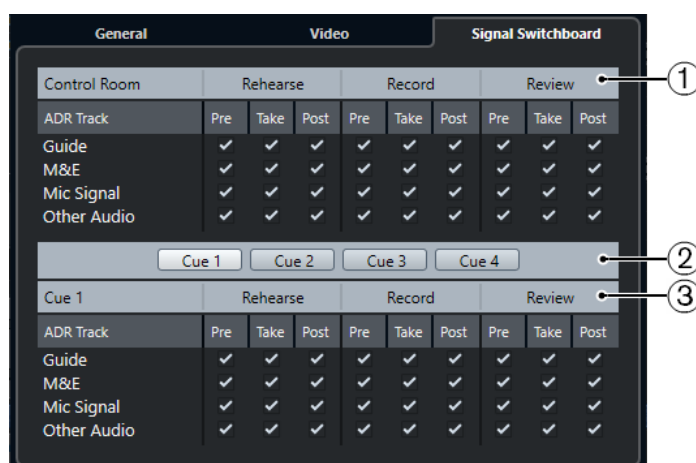 General Video Signal Switchboard
Control Room Rehearse Record Review 1
ADR Track Pre Take Post Pre Take Post Pre Take Post
Guide
M&E
Mic Signal
Other Audio
Cue 1 Cue 2 Cue 3 Cue 4 2
Cue 1 Rehearse Record Review 3
ADR Track Pre Take Post Pre Take Post Pre Take Post
Guide
M&E
Mic Signal
Other Audio